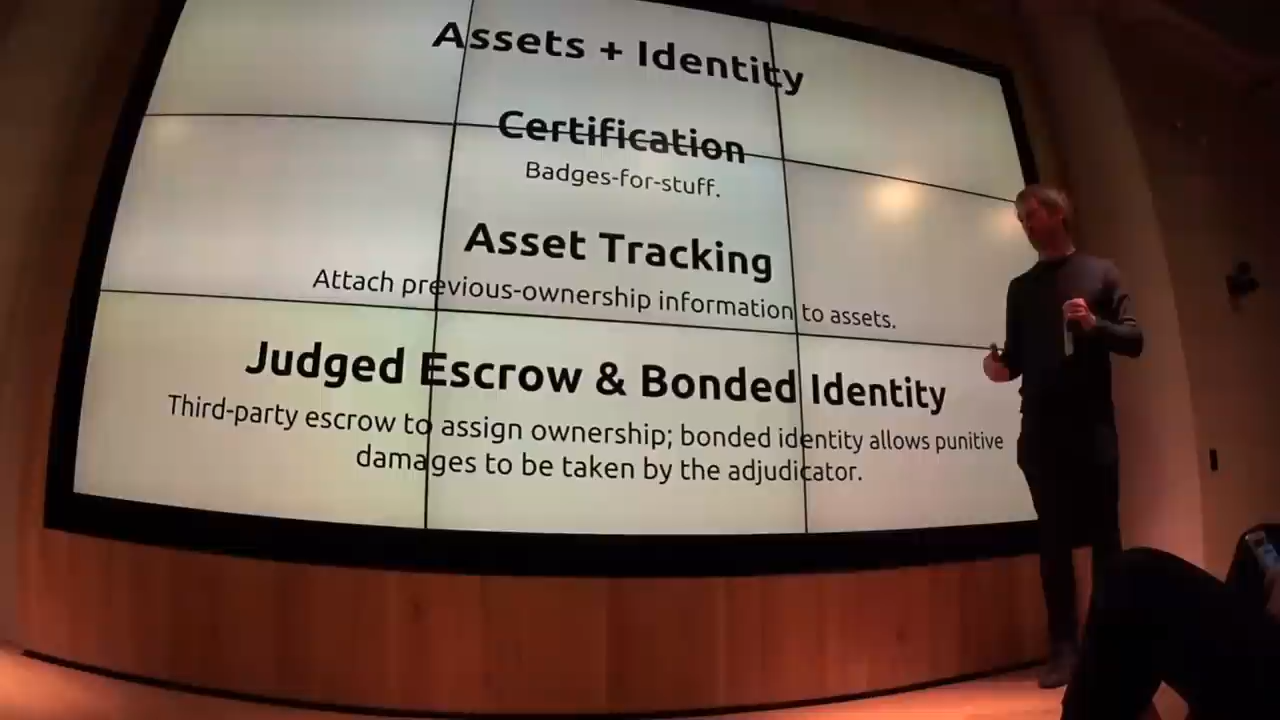 Assets + Identity
Certification
Badges-for-stuff.
Asset Tracking
Attach previous-ownership information to assets.
Judged Escrow & Bonded Identity
Third-party escrow to assign ownership; bonded identity allows punitive
damages to be taken by the adjudicator.